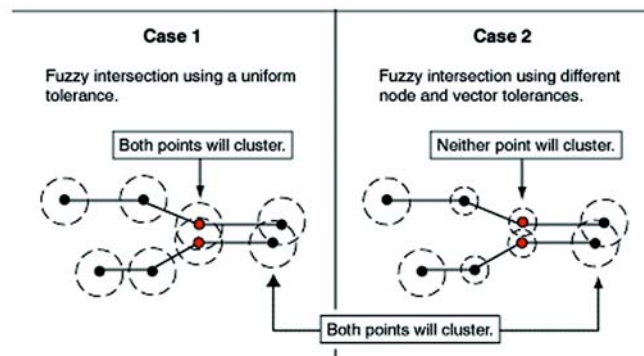 Case 1
Fuzzy intersection using a uniform
tolerance.
Both points will cluster.
Case 2
Fuzzy intersection using different
node and vector tolerances.
Neither point will cluster.
Both points will cluster.